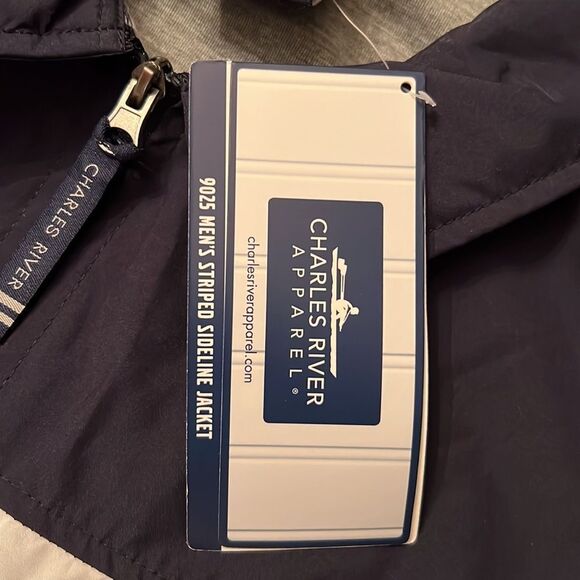 CHARLES RIVER
9025 MEN'S STRIPED SIDELINE JACKET
charlesriverapparel.com
CHARLES RIVER
APPAREL®